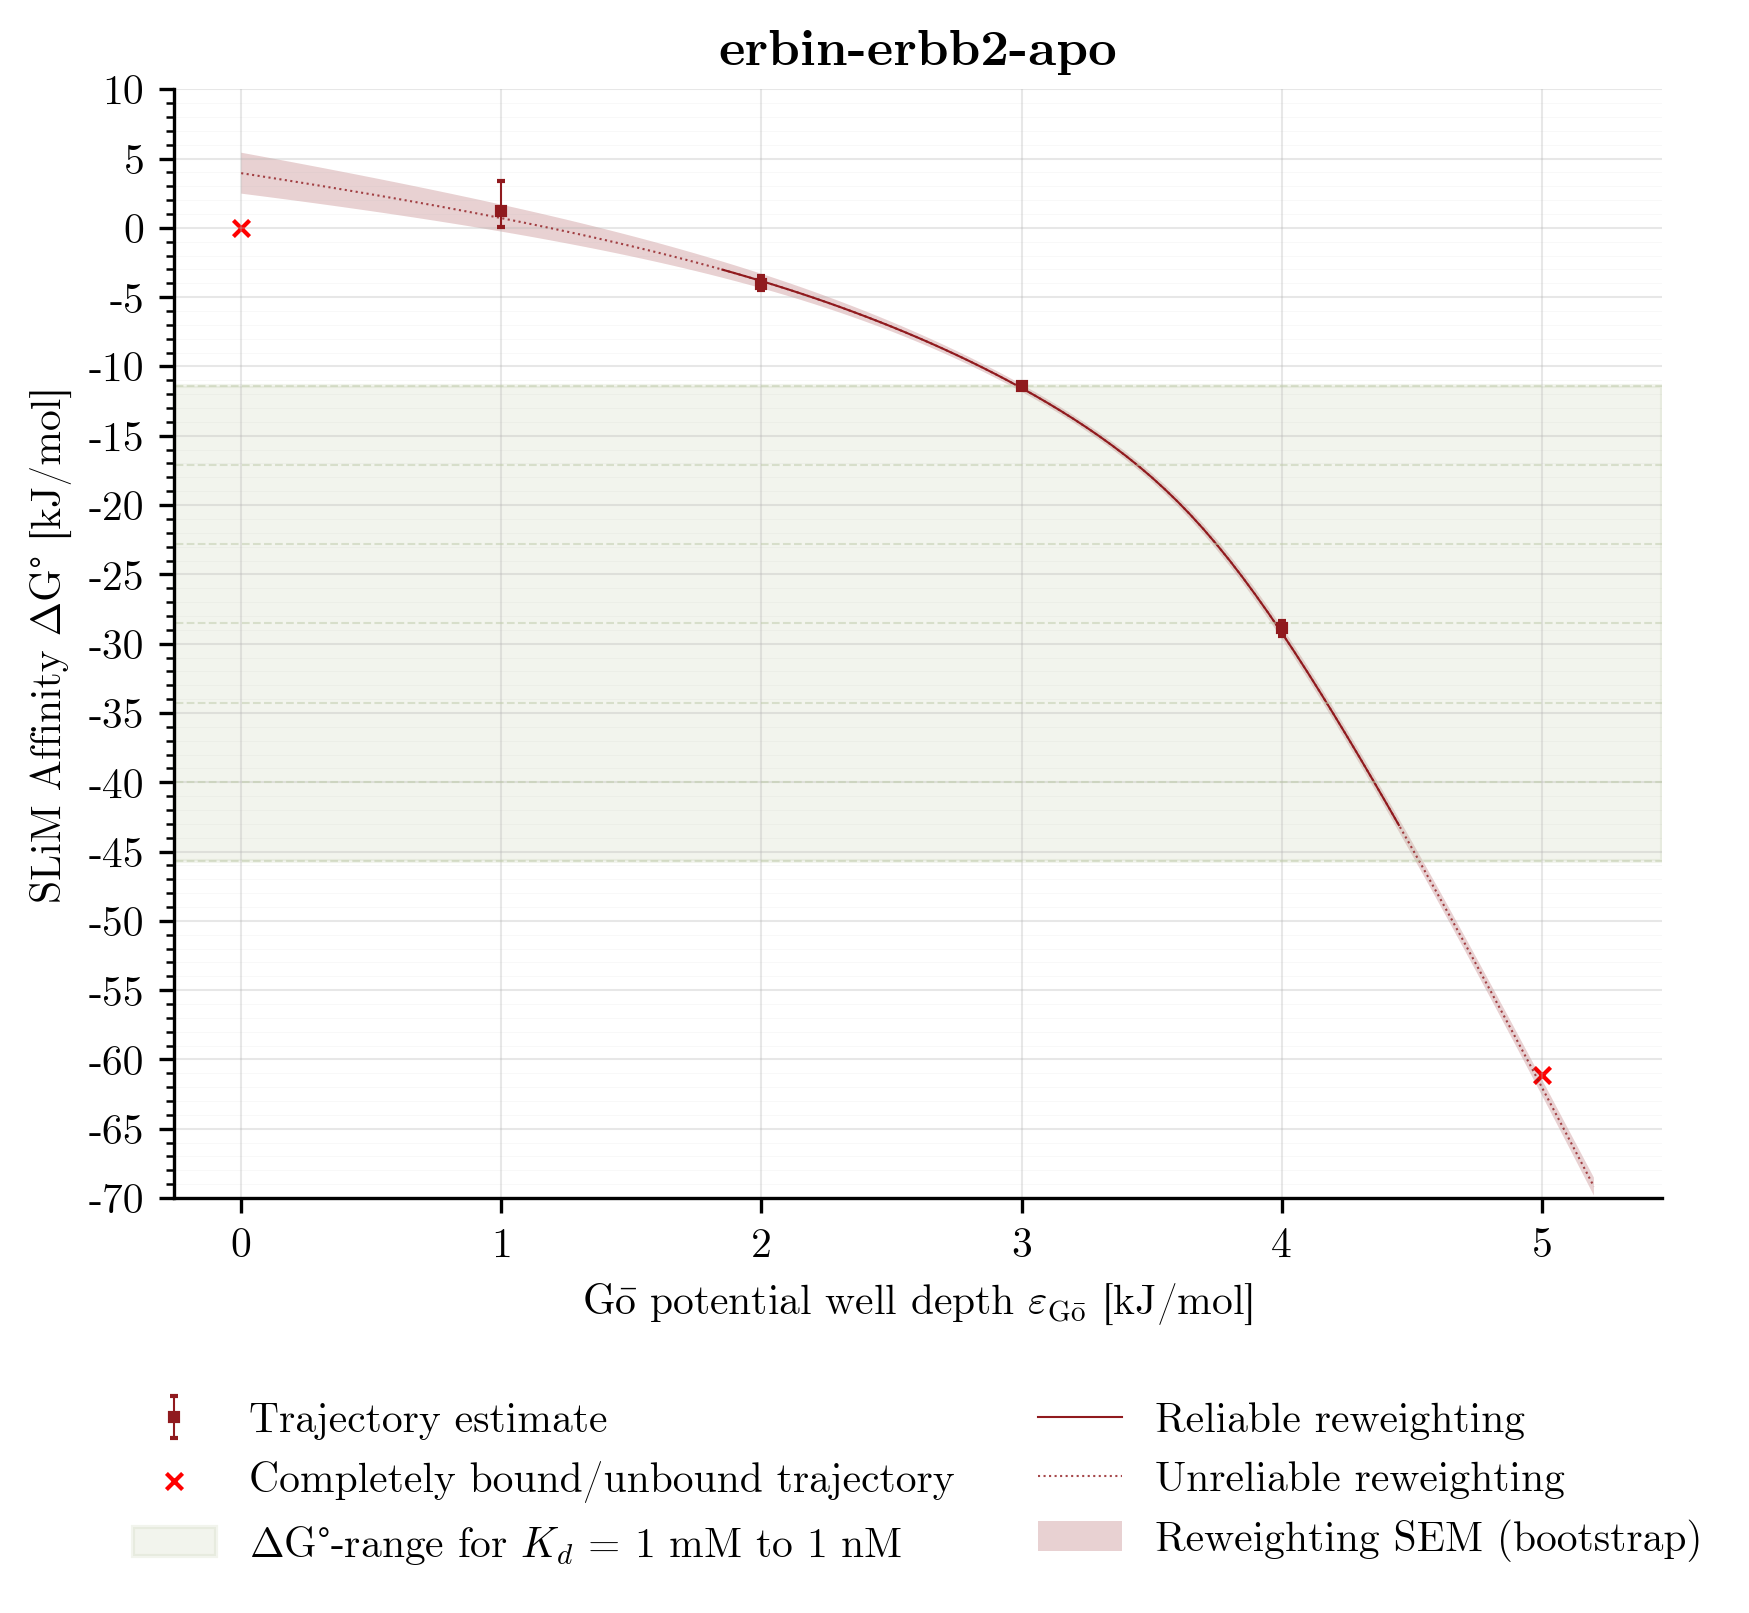 erbin-erbb2-apo
10
5
0
-5
-10
-15
-20
-25
-30
-35
-40
-45
-50
-55
-60
-65
-70
SLiM Affinity ΔG° [kJ/mol]
0 1 2 3 4 5
Gō potential well depth ε_Gō [kJ/mol]
Trajectory estimate
Completely bound/unbound trajectory
ΔG°-range for K_d = 1 mM to 1 nM
Reliable reweighting
Unreliable reweighting
Reweighting SEM (bootstrap)